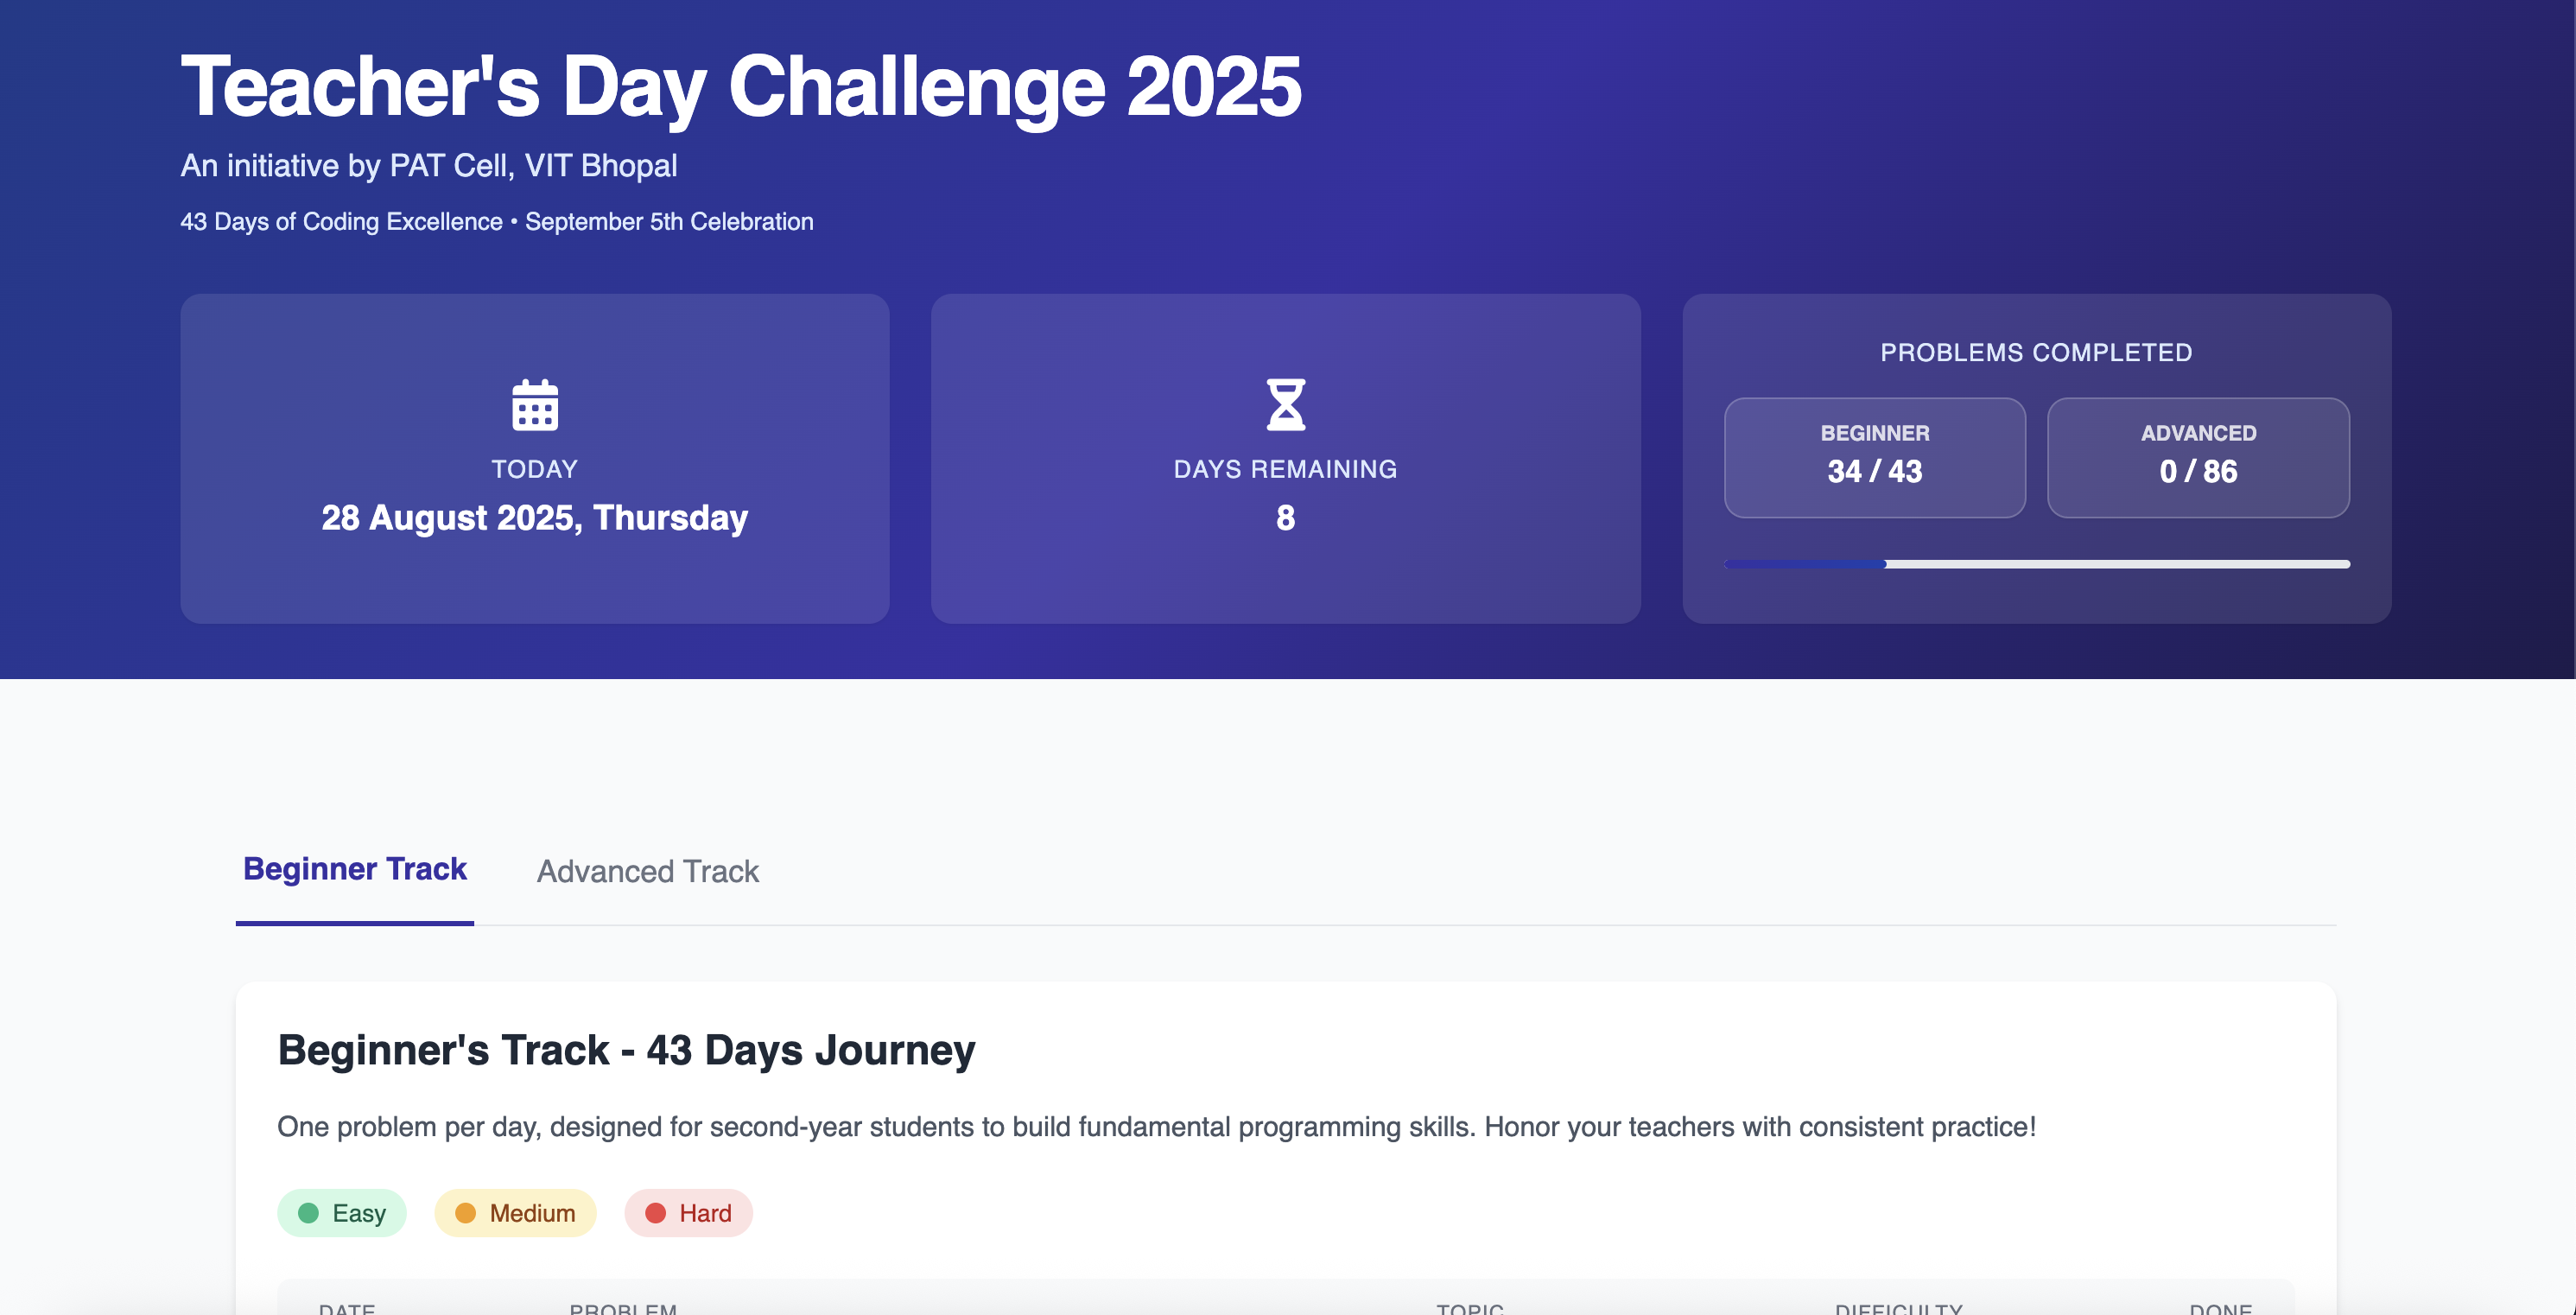 Teacher's Day Challenge 2025
An initiative by PAT Cell, VIT Bhopal
43 Days of Coding Excellence • September 5th Celebration
TODAY
28 August 2025, Thursday
DAYS REMAINING
8
PROBLEMS COMPLETED
BEGINNER
34 / 43
ADVANCED
0 / 86
Beginner Track
Advanced Track
Beginner's Track - 43 Days Journey
One problem per day, designed for second-year students to build fundamental programming skills. Honor your teachers with consistent practice!
Easy
Medium
Hard
DATE PROBLEM TOPIC DIFFICULTY DONE